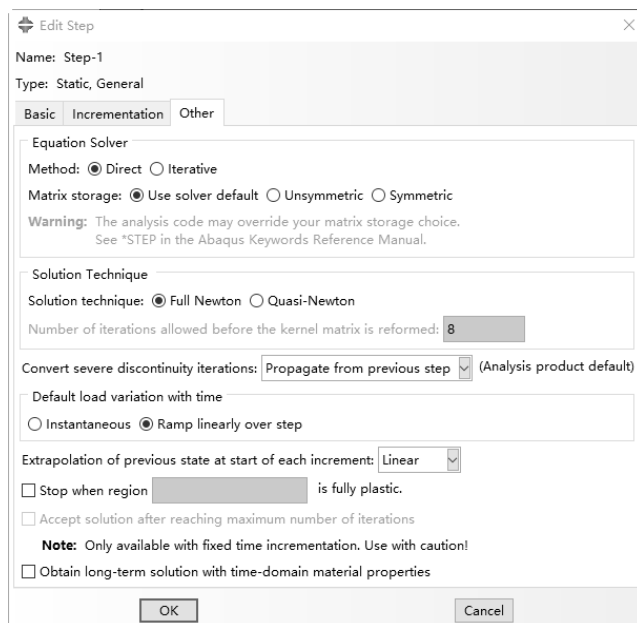 Edit Step
Name: Step-1
Type: Static, General
Basic Incrementation Other
Equation Solver
Method: Direct Iterative
Matrix storage: Use solver default Unsymmetric Symmetric
Warning: The analysis code may override your matrix storage choice.
See *STEP in the Abaqus Keywords Reference Manual.
Solution Technique
Solution technique: Full Newton Quasi-Newton
Number of iterations allowed before the kernel matrix is reformed: 8
Convert severe discontinuity iterations: Propagate from previous step (Analysis product default)
Default load variation with time
Instantaneous Ramp linearly over step
Extrapolation of previous state at start of each increment: Linear
Stop when region is fully plastic.
Accept solution after reaching maximum number of iterations
Note: Only available with fixed time incrementation. Use with caution!
Obtain long-term solution with time-domain material properties
OK Cancel